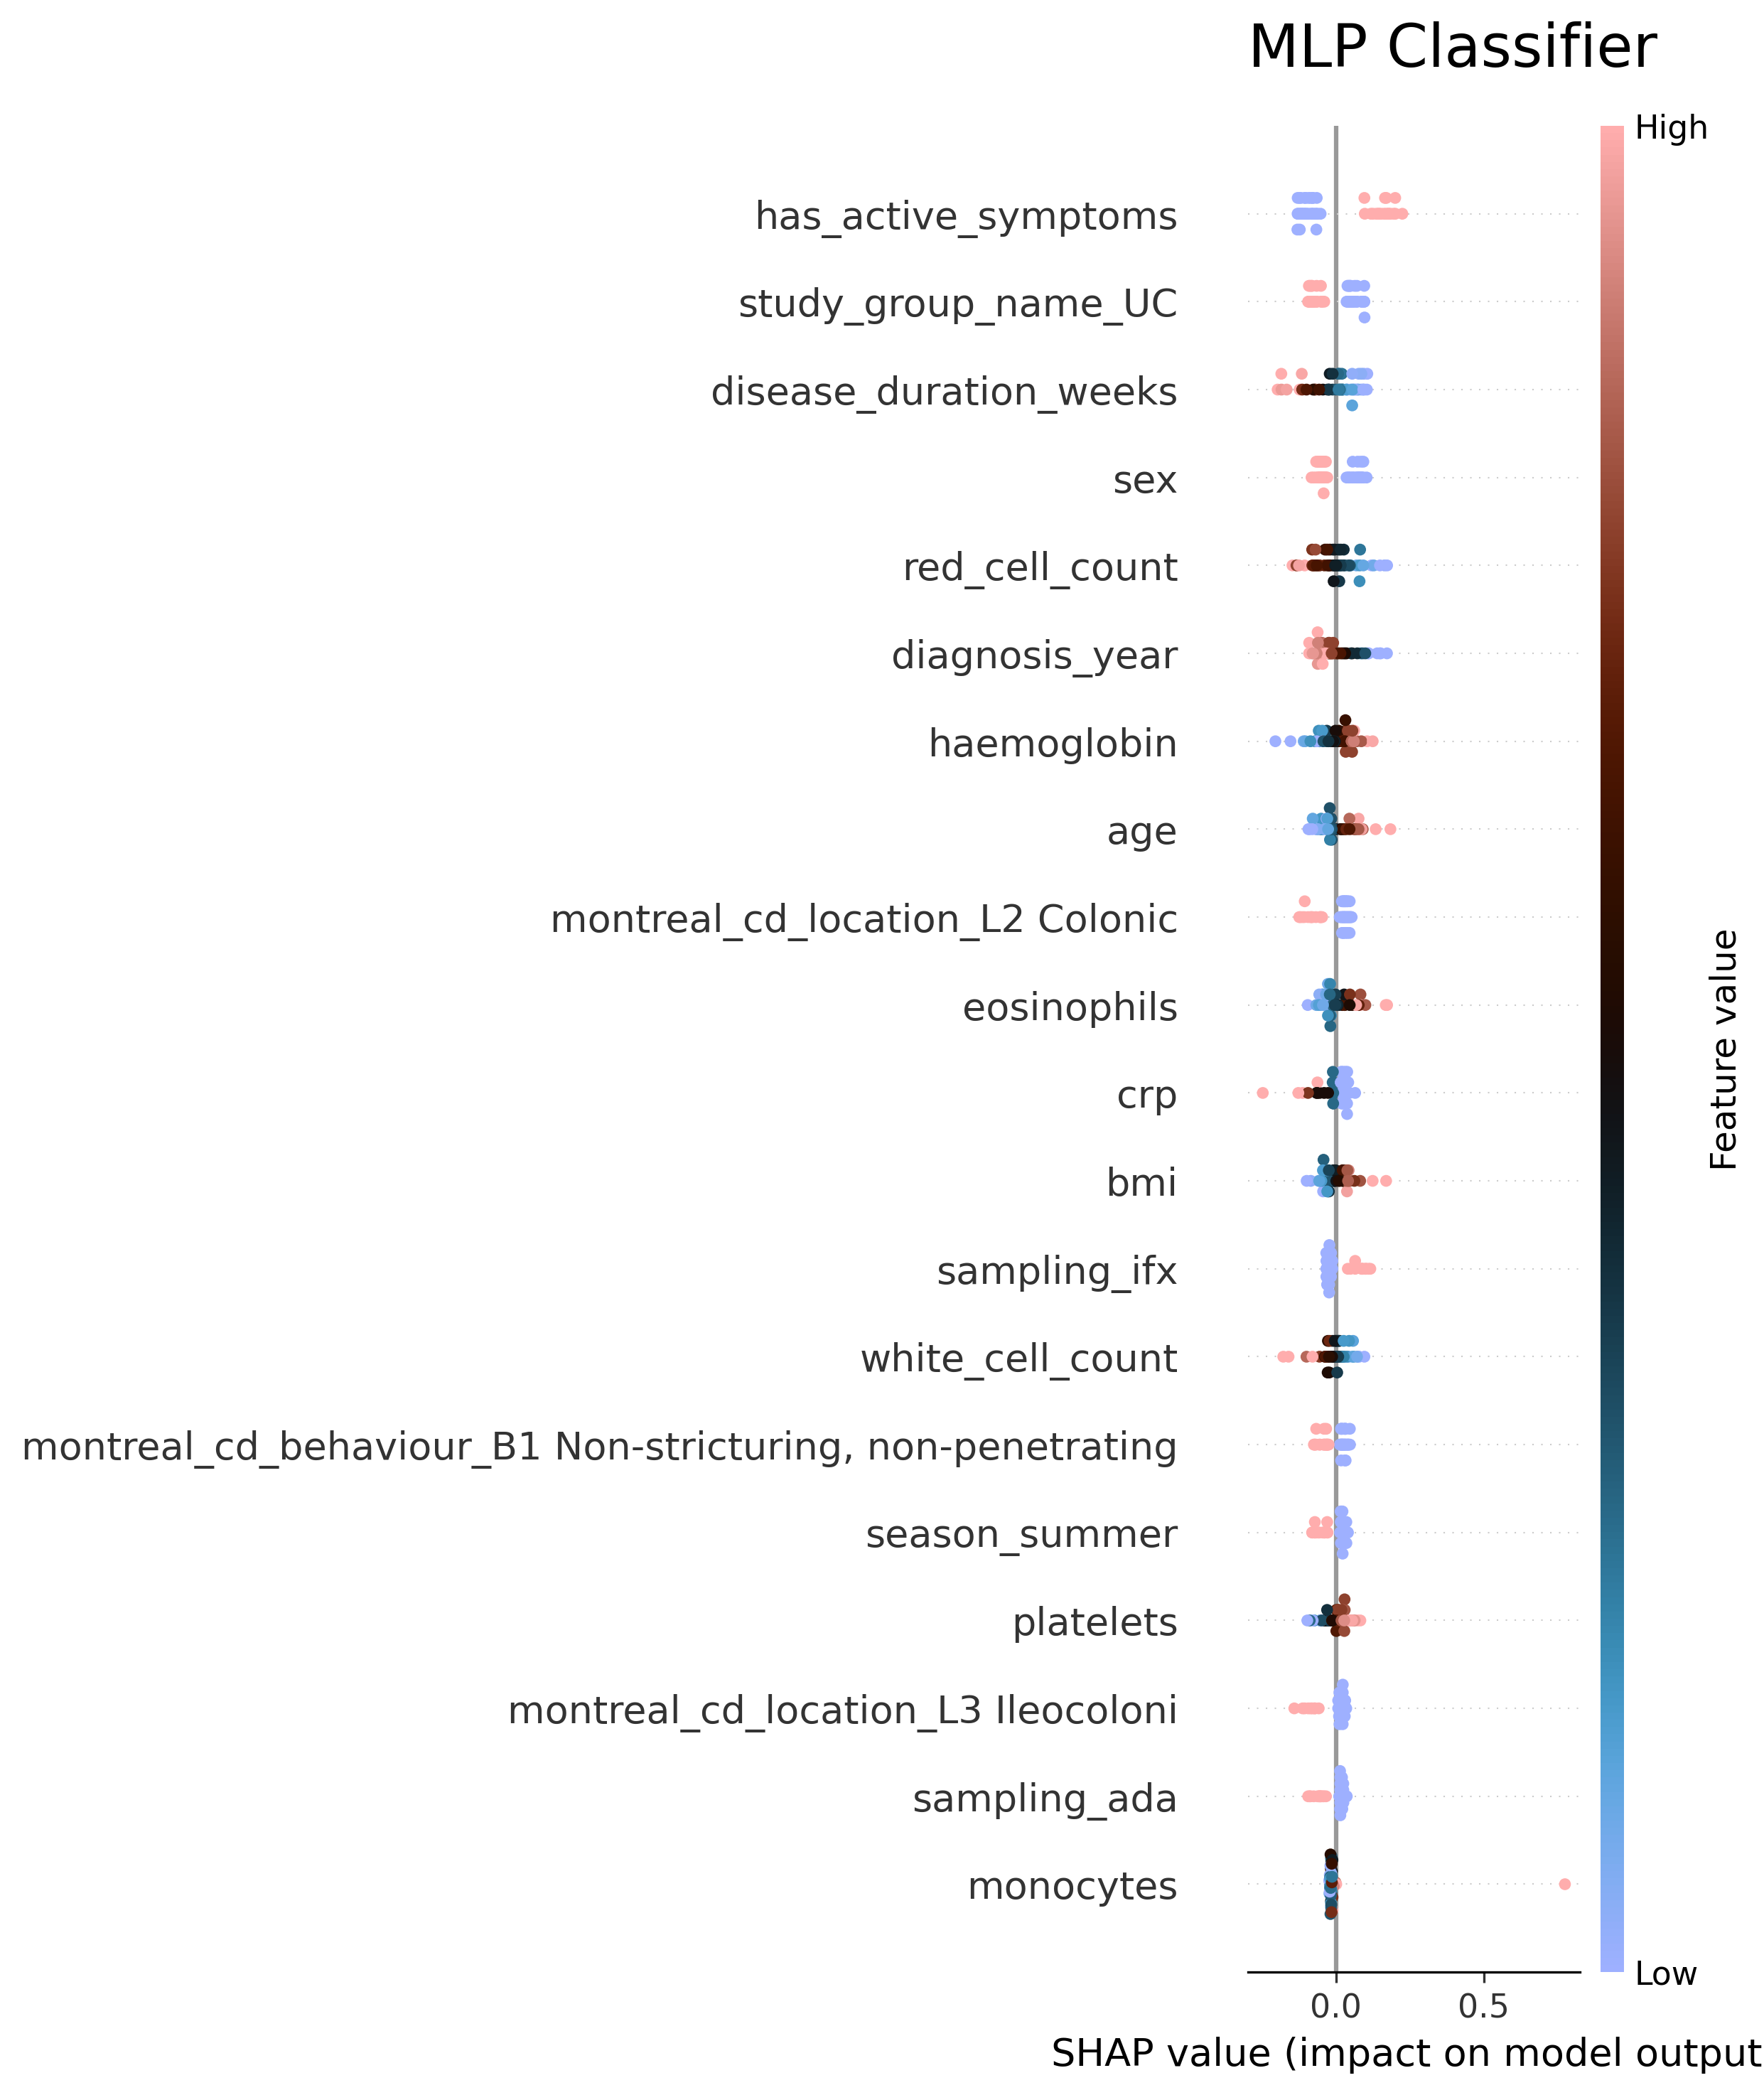 MLP Classifier
High
has_active_symptoms
study_group_name_UC
disease_duration_weeks
sex
red_cell_count
diagnosis_year
haemoglobin
age
montreal_cd_location_L2 Colonic
eosinophils
crp
bmi
sampling_ifx
white_cell_count
montreal_cd_behaviour_B1 Non-stricturing, non-penetrating
season_summer
platelets
montreal_cd_location_L3 Ileocoloni
sampling_ada
monocytes
Feature value
Low
0.0 0.5
SHAP value (impact on model output